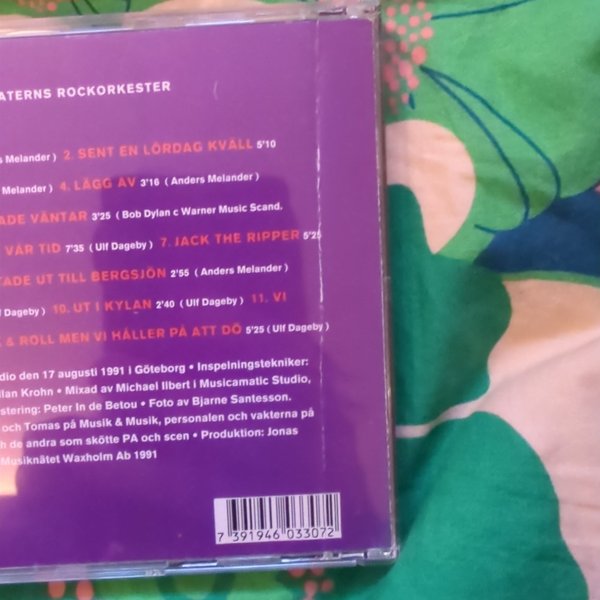 ATERNS ROCKORKESTER
s Melander ) 2. SENT EN LÖRDAG KVÄLL 5'10
Melander ) 4. LÄGG AV 3'16 ( Anders Melander )
ADE VÄNTAR 3'25 ( Bob Dylan c Warner Music Scand.
VÅR TID 7'35 ( Ulf Dageby ) 7. JACK THE RIPPER 5'25
TADE UT TILL BERGSJÖN 2'55 ( Anders Melander )
Dageby ) 10. UT I KYLAN 2'40 ( Ulf Dageby ) 11. VI
& ROLL MEN VI HÅLLER PÅ ATT DÖ 5'25 ( Ulf Dageby )
dio den 17 augusti 1991 i Göteborg • Inspelningstekniker:
llan Krohn • Mixad av Michael Ilbert i Musicamatic Studio,
stering: Peter In de Betou • Foto av Bjarne Santesson.
och Tomas på Musik & Musik, personalen och vakterna på
h de andra som skötte PA och scen • Produktion: Jonas
Musiknätet Waxholm Ab 1991
7 391946 033072